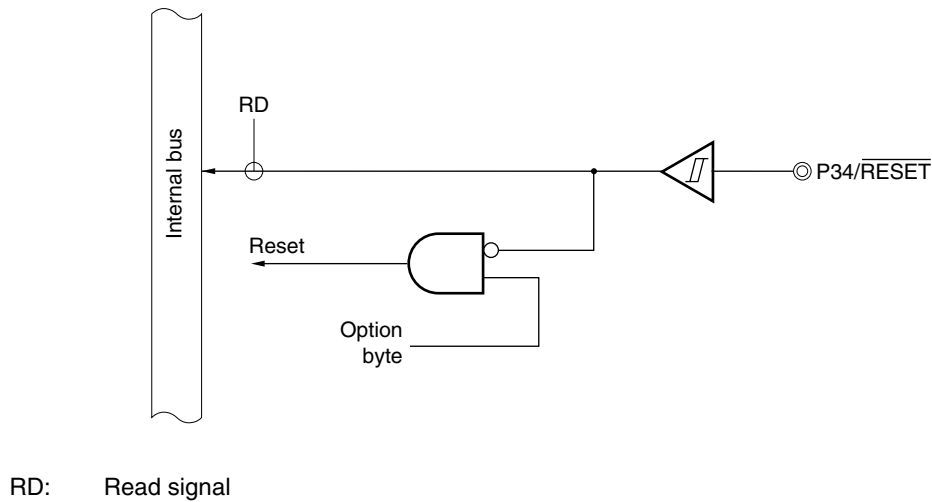 Internal bus
RD
P34/RESET
Reset
Option
byte
RD: Read signal